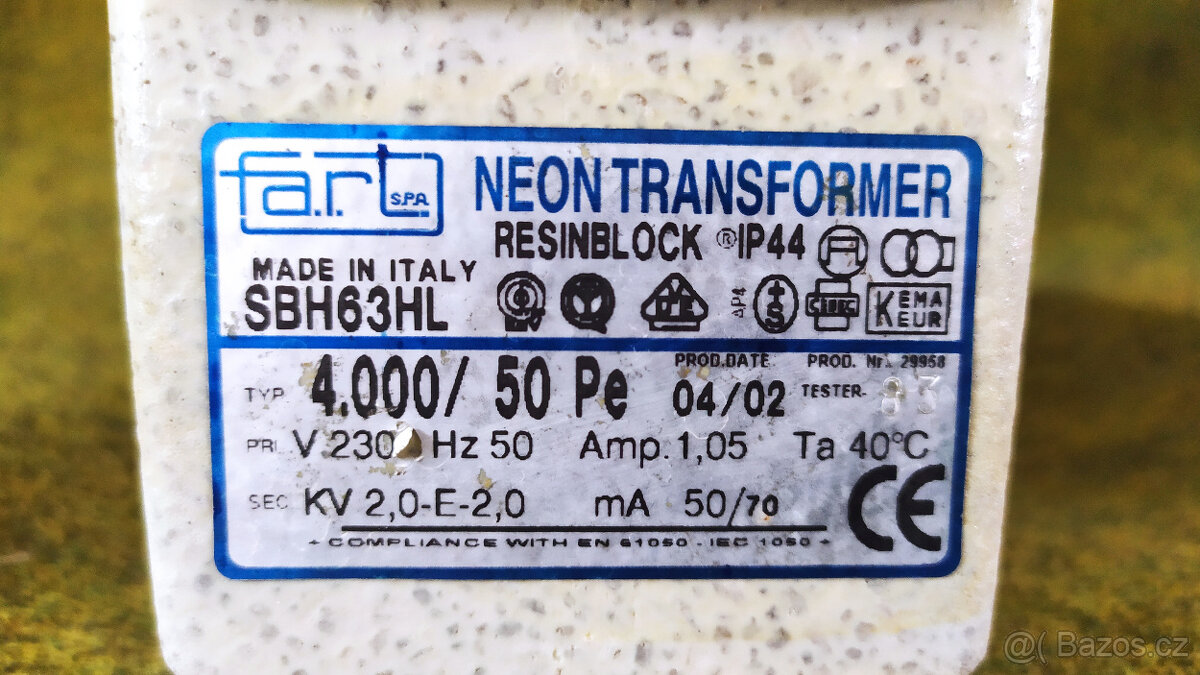 fa.r.t. S.P.A.
NEON TRANSFORMER
RESINBLOCK ® IP44
MADE IN ITALY
SBH63HL
KEMA
KEUR
TYP. 4.000/ 50 Pe
PROD.DATE
04/02
PROD. Nr. 29958
TESTER- 83
PRI. V 230 Hz 50 Amp. 1,05 Ta 40°C
SEC KV 2,0-E-2,0 mA 50/70
CE
- COMPLIANCE WITH EN 61050 - IEC 1050 -
@( Bazos.cz